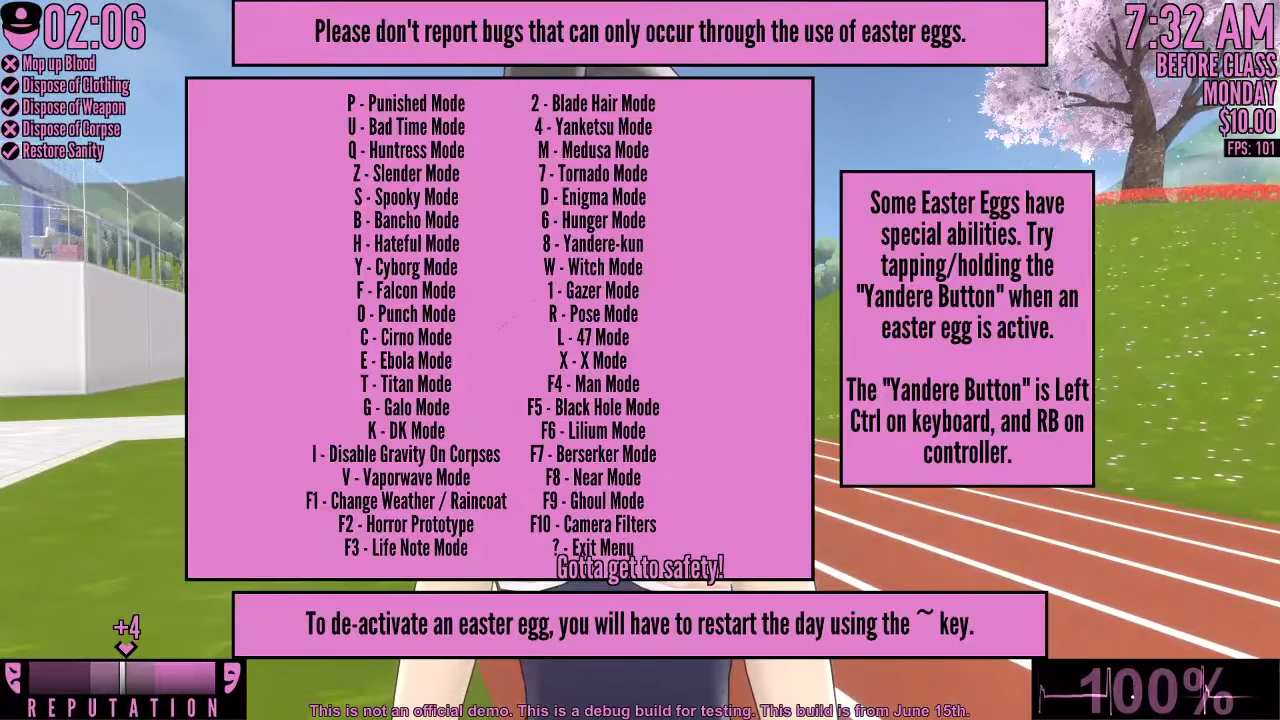 02:06
Mop up Blood
Dispose of Clothing
Dispose of Weapon
Dispose of Corpse
Restore Sanity
Please don't report bugs that can only occur through the use of easter eggs.
7:32 AM
BEFORE CLASS
MONDAY
$10.00
FPS: 101
P - Punished Mode
U - Bad Time Mode
Q - Huntress Mode
Z - Slender Mode
S - Spooky Mode
B - Bancho Mode
H - Hateful Mode
Y - Cyborg Mode
F - Falcon Mode
O - Punch Mode
C - Cirno Mode
E - Ebola Mode
T - Titan Mode
G - Galo Mode
K - DK Mode
I - Disable Gravity On Corpses
V - Vaporwave Mode
F1 - Change Weather / Raincoat
F2 - Horror Prototype
F3 - Life Note Mode
2 - Blade Hair Mode
4 - Yanketsu Mode
M - Medusa Mode
7 - Tornado Mode
D - Enigma Mode
6 - Hunger Mode
8 - Yandere-kun
W - Witch Mode
1 - Gazer Mode
R - Pose Mode
L - 47 Mode
X - X Mode
F4 - Man Mode
F5 - Black Hole Mode
F6 - Lilium Mode
F7 - Berserker Mode
F8 - Near Mode
F9 - Ghoul Mode
F10 - Camera Filters
? - Exit Menu
Gotta get to safety!
Some Easter Eggs have
special abilities. Try
tapping/holding the
"Yandere Button" when an
easter egg is active.
The "Yandere Button" is Left
Ctrl on keyboard, and RB on
controller.
To de-activate an easter egg, you will have to restart the day using the ~ key.
+4
REPUTATION
100%
This is not an official demo. This is a debug build for testing. This build is from June 15th.